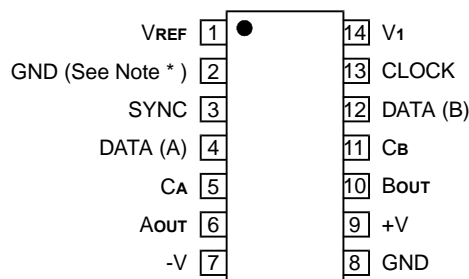 VREF 1 14 V1
GND (See Note * ) 2 13 CLOCK
SYNC 3 12 DATA (B)
DATA (A) 4 11 CB
CA 5 10 BOUT
AOUT 6 9 +V
-V 7 8 GND